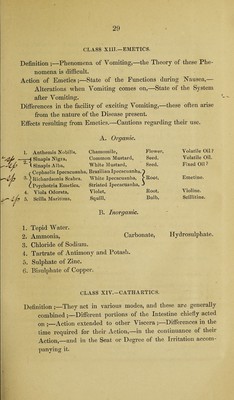 29
CLASS XIII.—EMETICS.
Definition ;—Phenomena of Vomiting,—the Theory of these Phe-
nomena is difficult.
Action of Emetics ;—State of the Functions during Nausea,—
Alterations when Vomiting comes on,—State of the System
after Vomiting.
Differences in the facility of exciting Vomiting,—these often arise
from the nature of the Disease present.
Effects resulting from Emetics.—Cautions regarding their use.
A. Organic.
1. Anthemis Nobilis. Chamomile, Flower, Volatile Oil ?
2. { Sinapis Nigra, Common Mustard, Seed. Volatile Oil.
Sinapis Alba, White Mustard, Seed. Fixed Oil ?
3. { Cephaelis Ipecacuanha, Brazilian Ipecacuanha,
Richardsonia Scabra. White Ipecacuanha, } Root, Emetine.
Psychotria Emetica. Striated Ipecacuanha,
4. Viola Odorata. Violet, Root, Violine.
5. Scilla Maritima. Squill, Bulb, Scillitine.
B. Inorganic.
1. Tepid Water.
2. Ammonia, Carbonate, Hydrosulphate.
3. Chloride of Sodium.
4. Tartrate of Antimony and Potash.
5. Sulphate of Zinc.
6. Bisulphate of Copper.
CLASS XIV.—CATHARTICS.
Definition :—They act in various modes, and these are generally
combined ;—Different portions of the Intestine chiefly acted
on ;—Action extended to other Viscera ;—Differences in the
time required for their Action,—in the continuance of their
Action,—and in the Seat or Degree of the Irritation accom-
panying it.